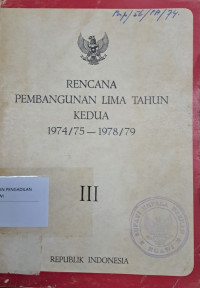 RENCANA
PEMBANGUNAN LIMA TAHUN
KEDUA
1974/75 — 1978/79
III
REPUBLIK INDONESIA